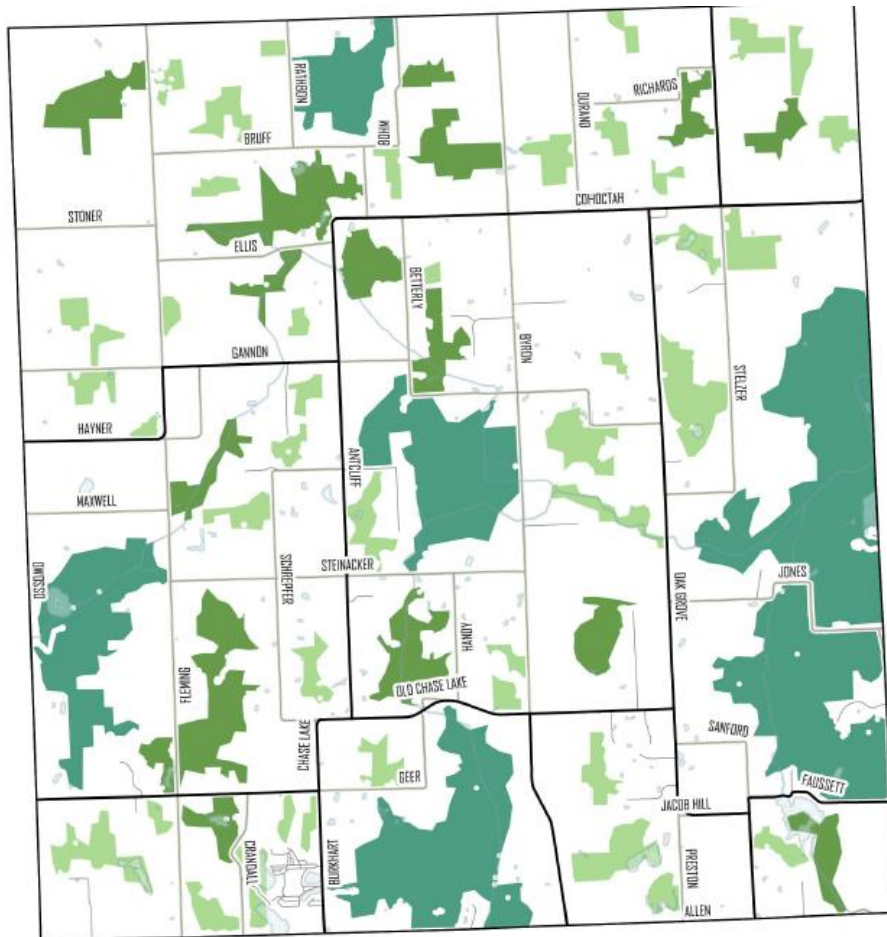 RATHBON
BOHM
BRUFF
DURAND
RICHARDS
COHOCTAH
STONER
ELLIS
BETTERLY
BYRON
GANNON
STELZER
HAYNER
ANTCLIFF
MAXWELL
OWOSSO
SCHREPFER
STEINACKER
OAK GROVE
JONES
FLEMING
HANDY
OLD CHASE LAKE
CHASE LAKE
SANFORD
GEER
FAUSSETT
JACOB HILL
CRANDALL
BURKHART
PRESTON
ALLEN